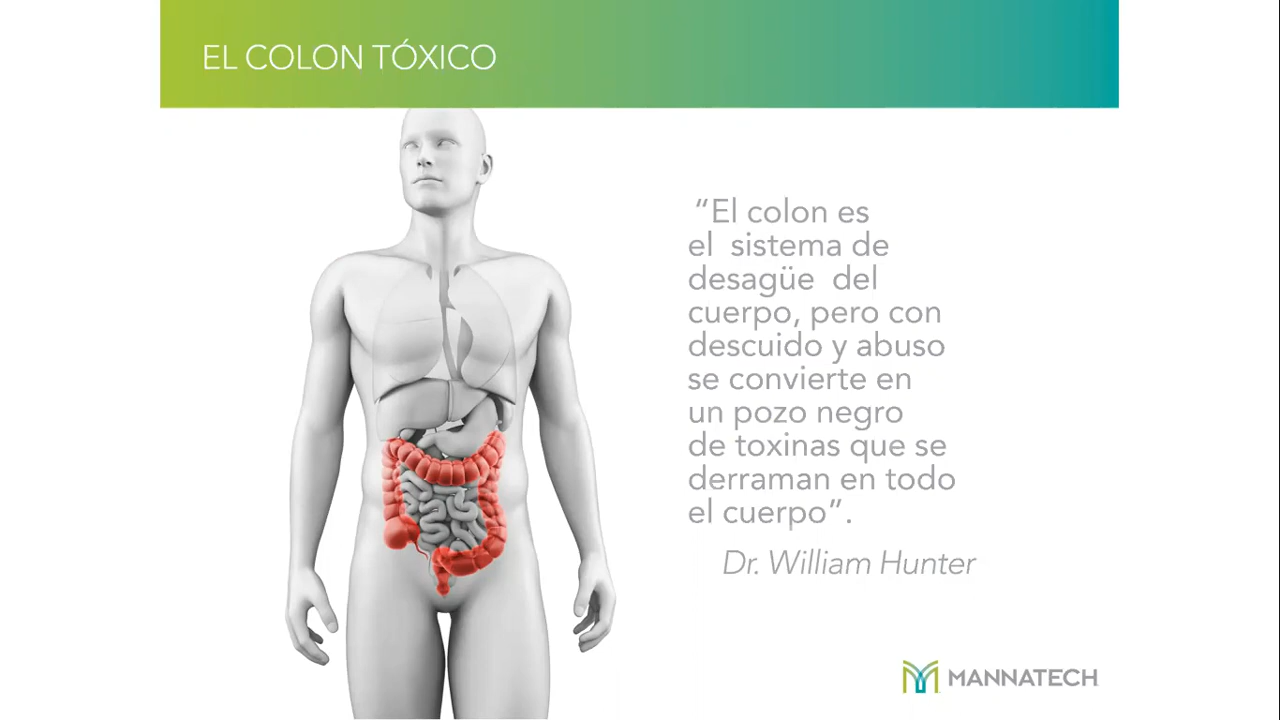 EL COLON TÓXICO
“El colon es
el sistema de
desagüe del
cuerpo, pero con
descuido y abuso
se convierte en
un pozo negro
de toxinas que se
derraman en todo
el cuerpo”.
Dr. William Hunter
MANNATECH